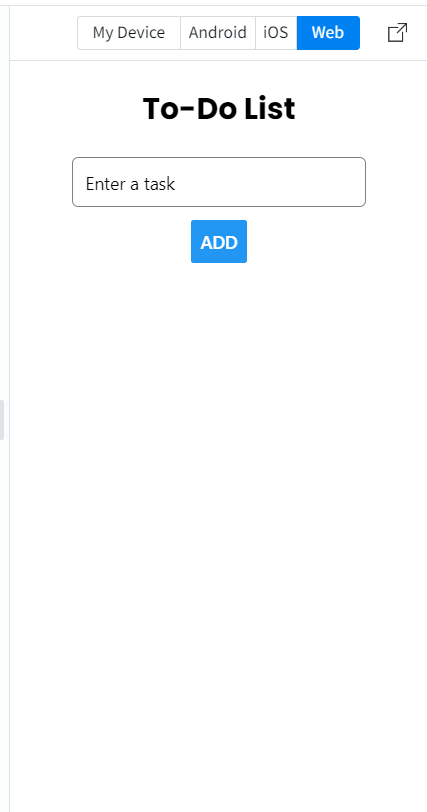 My Device Android iOS Web
To-Do List
Enter a task
ADD